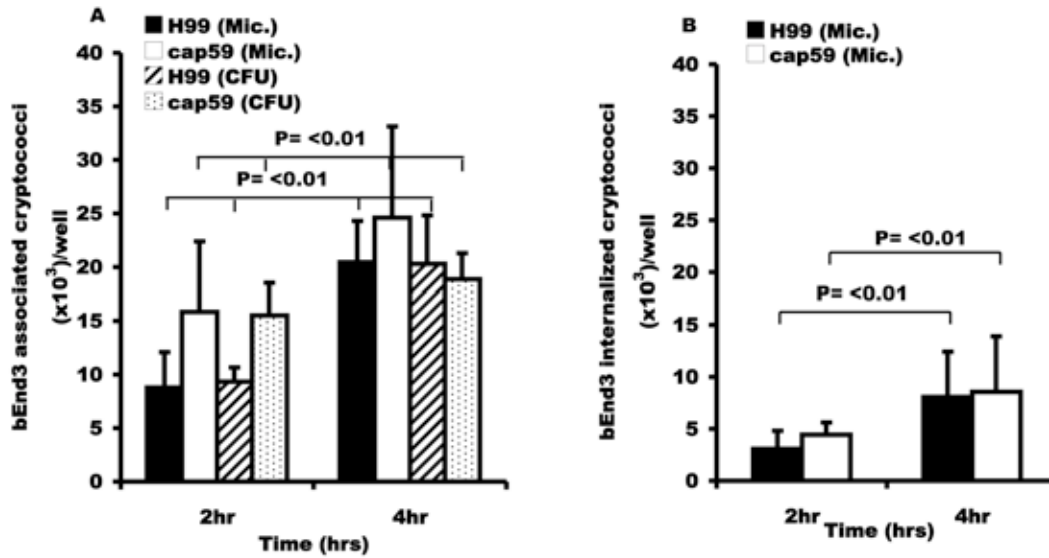 A
H99 (Mic.)
cap59 (Mic.)
H99 (CFU)
cap59 (CFU)
bEnd3 associated cryptococci
(x10³)/well
40
35
30
25
20
15
10
5
0
P= <0.01
P= <0.01
2hr
4hr
Time (hrs)
B
H99 (Mic.)
cap59 (Mic.)
bEnd3 internalized cryptococci
(x10³)/well
40
35
30
25
20
15
10
5
0
P= <0.01
P= <0.01
2hr
4hr
Time (hrs)